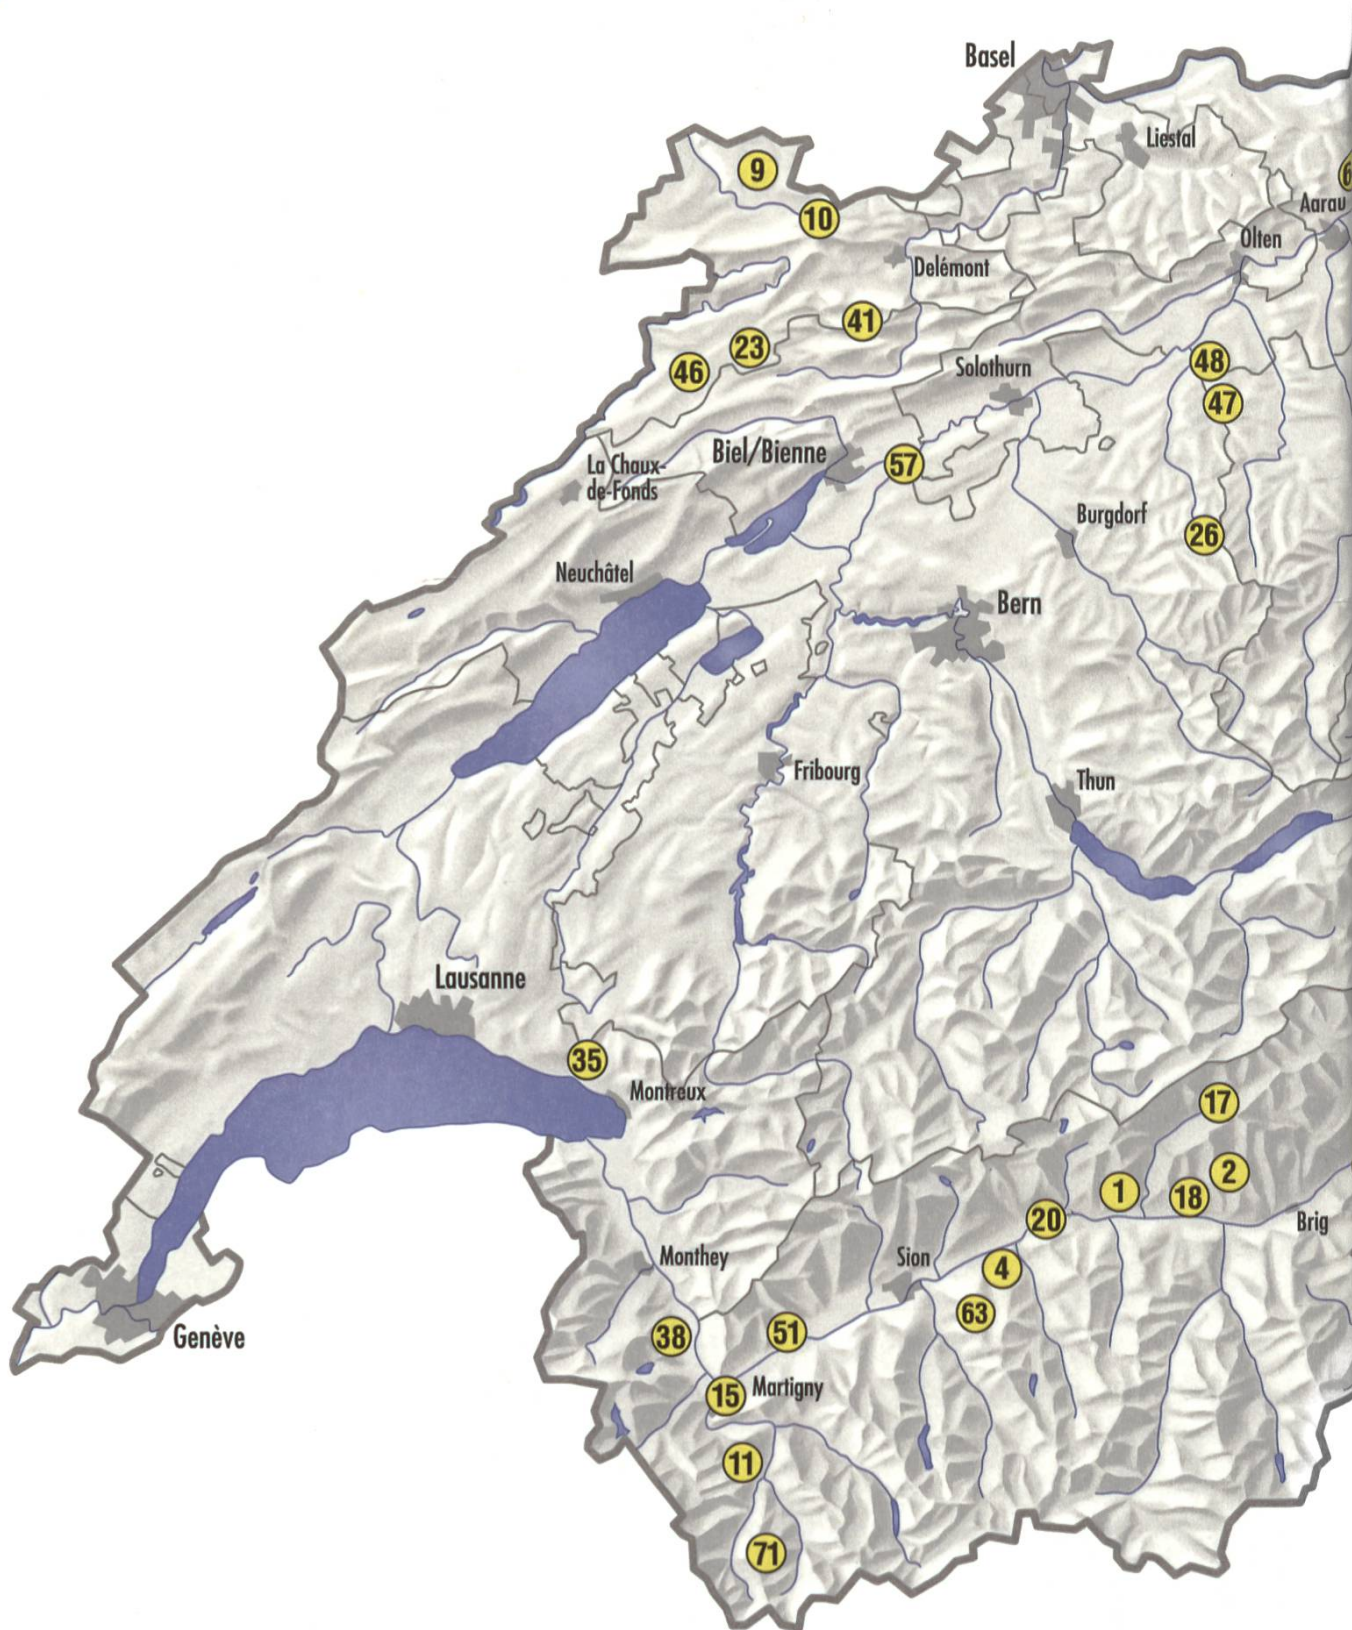 Basel
Liestal
9
6
Aarau
10
Olten
Delémont
41
23
48
46
Solothurn
47
Biel/Bienne
57
La Chaux-
de-Fonds
Burgdorf
26
Neuchâtel
Bern
Fribourg
Thun
Lausanne
35
Montreux
17
2
1
18
20
Brig
Monthey
Sion
4
63
Genève
38
51
15
Martigny
11
71